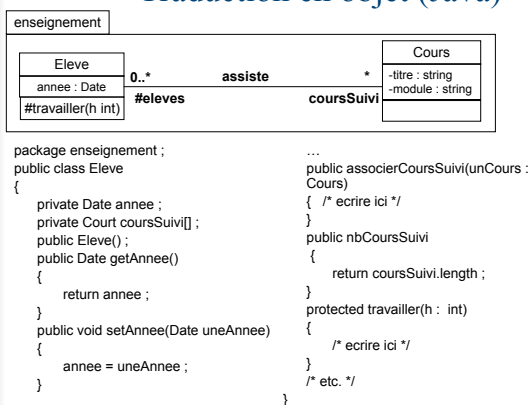 Traduction en objet (Java)
enseignement
Eleve
annee : Date
#travailler(h int)
0..*
assiste
*
#eleves
coursSuivi
Cours
-titre : string
-module : string
package enseignement ;
public class Eleve
{
private Date annee ;
private Court coursSuivi[] ;
public Eleve() ;
public Date getAnnee()
{
return annee ;
}
public void setAnnee(Date uneAnnee)
{
annee = uneAnnee ;
}
…
public associerCoursSuivi(unCours :
Cours)
{ /* ecrire ici */
}
public nbCoursSuivi
{
return coursSuivi.length ;
}
protected travailler(h : int)
{
/* ecrire ici */
}
/* etc. */
}